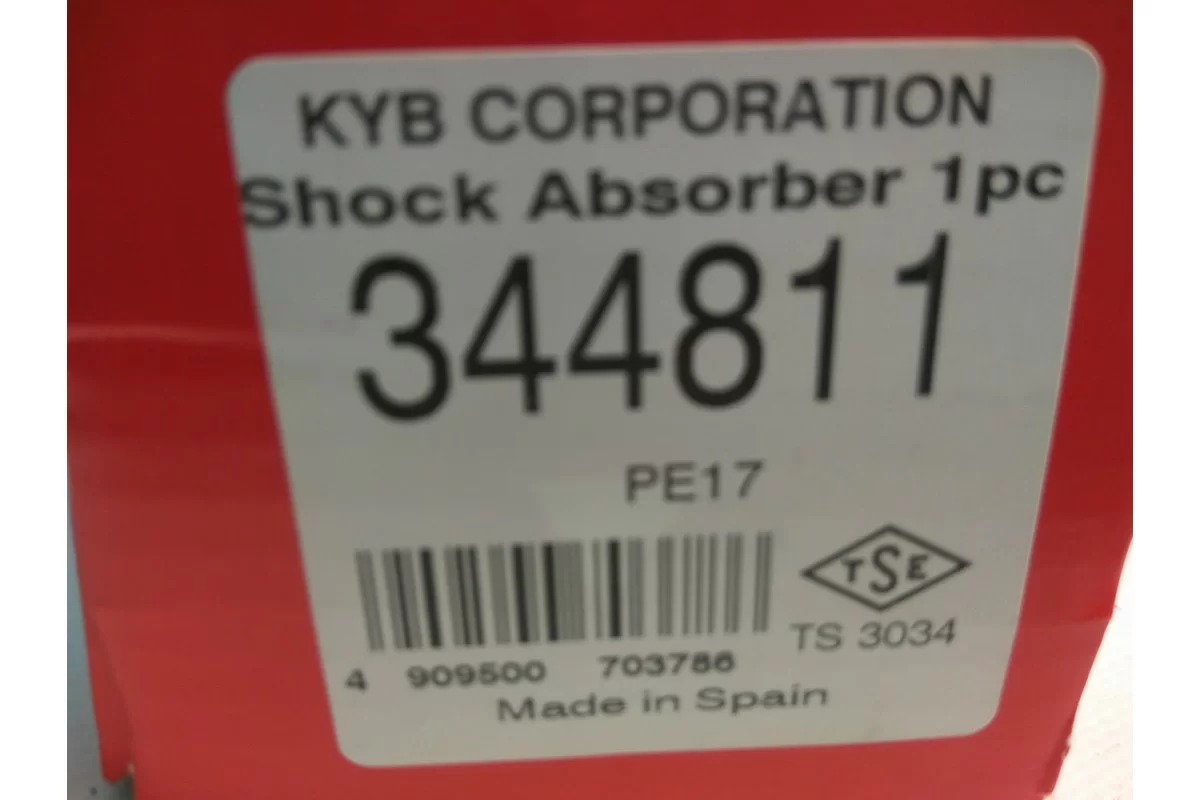 KYB CORPORATION
Shock Absorber 1pc
344811
PE17
TSE
TS 3034
4 909500 703786
Made in Spain